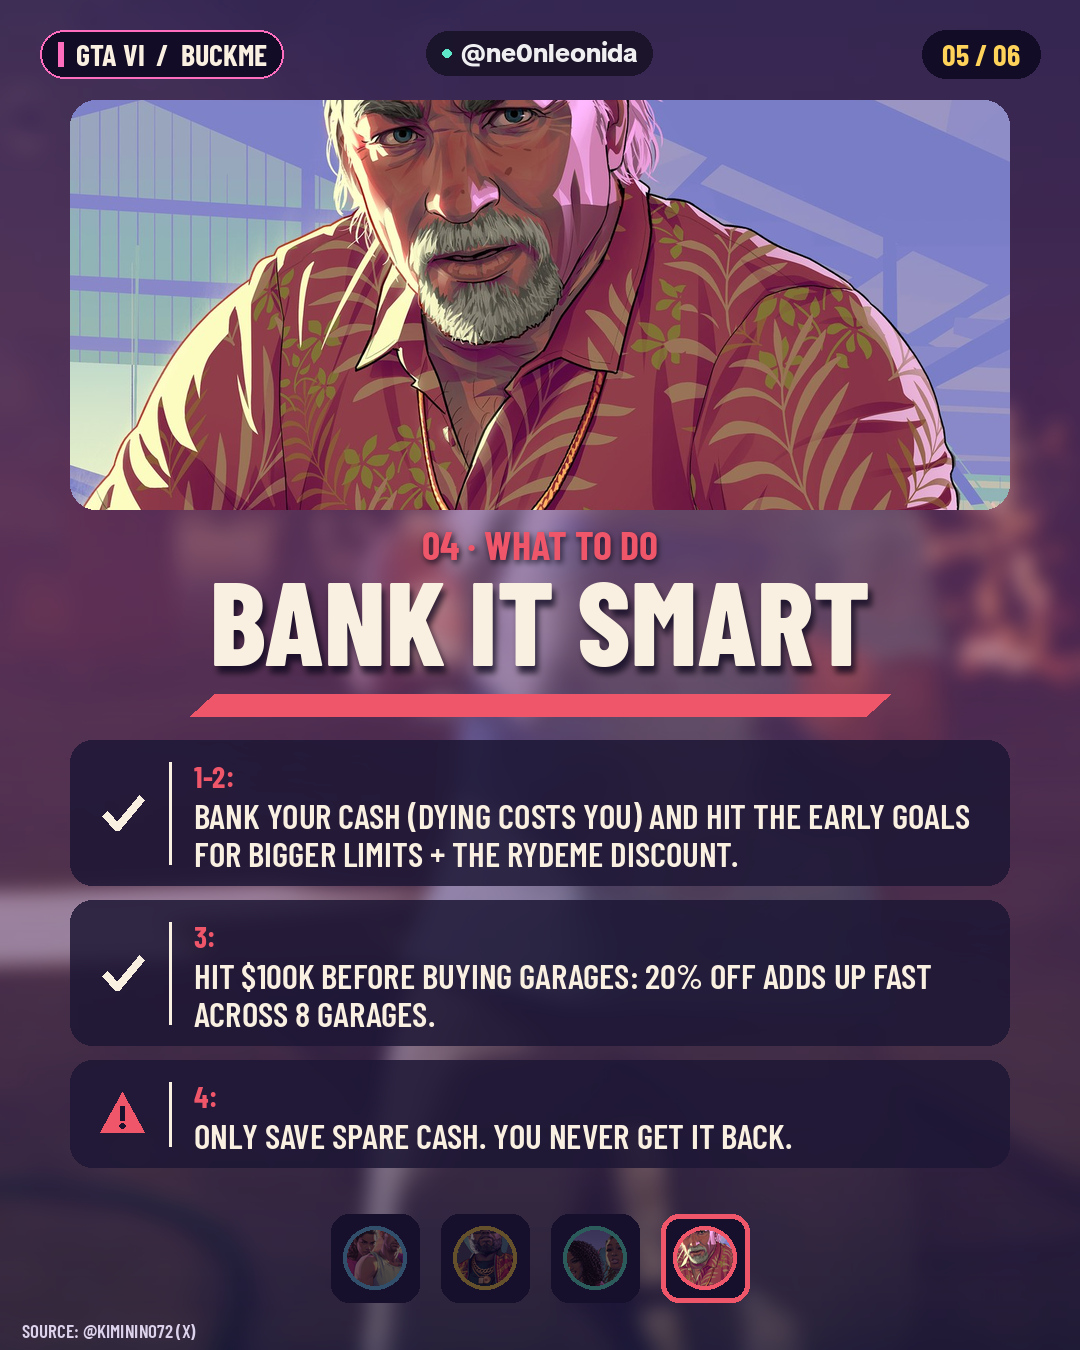 GTA VI / BUCKME
@ne0nleonida
05 / 06
04 · WHAT TO DO
BANK IT SMART
1-2:
BANK YOUR CASH (DYING COSTS YOU) AND HIT THE EARLY GOALS
FOR BIGGER LIMITS + THE RYDEME DISCOUNT.
3:
HIT $100K BEFORE BUYING GARAGES: 20% OFF ADDS UP FAST
ACROSS 8 GARAGES.
4:
ONLY SAVE SPARE CASH. YOU NEVER GET IT BACK.
SOURCE: @KIMININO72 (X)